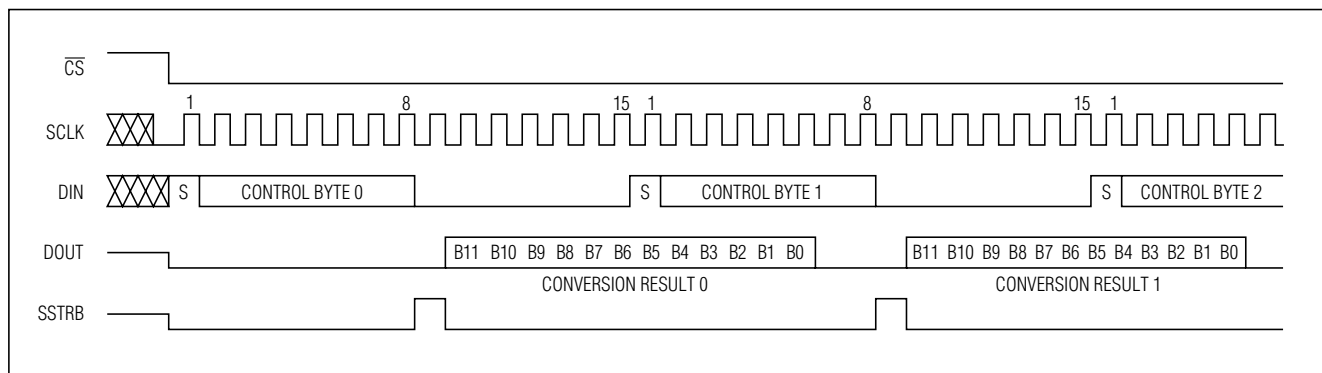 CS
1 8 15 1 8 15 1
SCLK
DIN S CONTROL BYTE 0 S CONTROL BYTE 1 S CONTROL BYTE 2
DOUT B11 B10 B9 B8 B7 B6 B5 B4 B3 B2 B1 B0 B11 B10 B9 B8 B7 B6 B5 B4 B3 B2 B1 B0
CONVERSION RESULT 0 CONVERSION RESULT 1
SSTRB